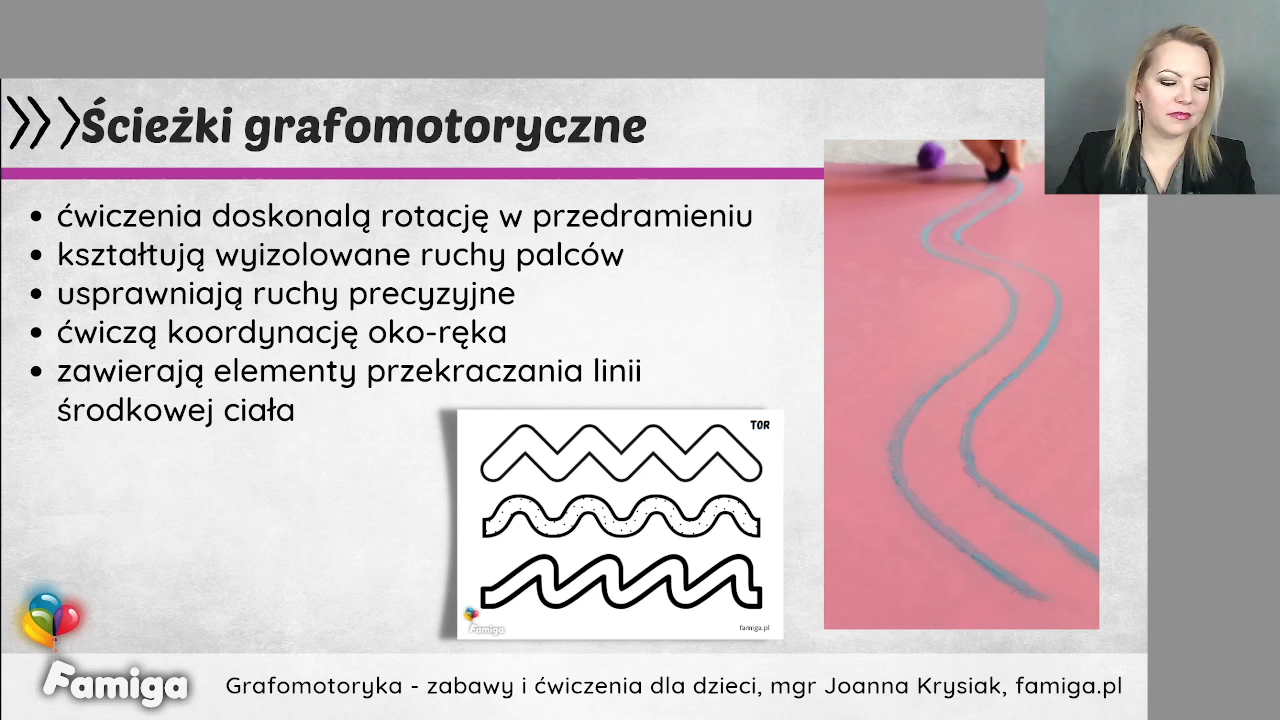 Ścieżki grafomotoryczne
ćwiczenia doskonalą rotację w przedramieniu
kształtują wyizolowane ruchy palców
usprawniają ruchy precyzyjne
ćwiczą koordynację oko-ręka
zawierają elementy przekraczania linii
środkowej ciała
TOR
Famiga
famiga.pl
Famiga
Grafomotoryka - zabawy i ćwiczenia dla dzieci, mgr Joanna Krysiak, famiga.pl